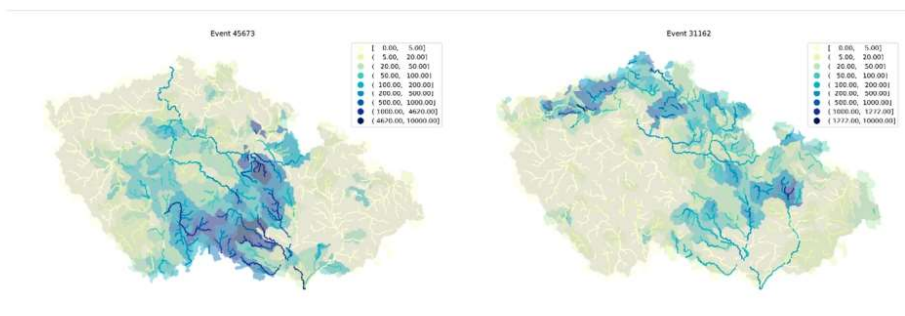 Event 45673
[ 0.00, 5.00]
( 5.00, 20.00]
( 20.00, 50.00]
( 50.00, 100.00]
( 100.00, 200.00]
( 200.00, 500.00]
( 500.00, 1000.00]
( 1000.00, 4670.00]
( 4670.00, 10000.00]
Event 31162
[ 0.00, 5.00]
( 5.00, 20.00]
( 20.00, 50.00]
( 50.00, 100.00]
( 100.00, 200.00]
( 200.00, 500.00]
( 500.00, 1000.00]
( 1000.00, 1777.00]
( 1777.00, 10000.00]